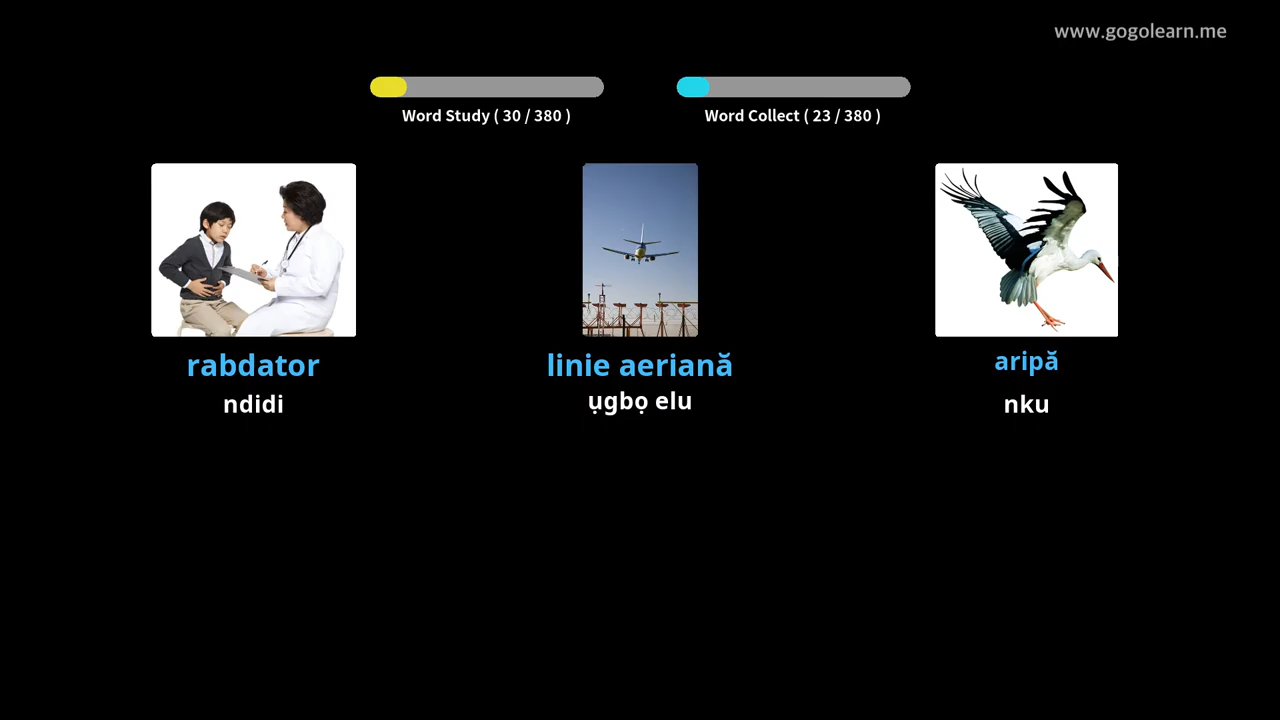 www.gogolearn.me
Word Study ( 30 / 380 )
Word Collect ( 23 / 380 )
rabdator
linie aeriană
aripă
ndidi
ụgbọ elu
nku